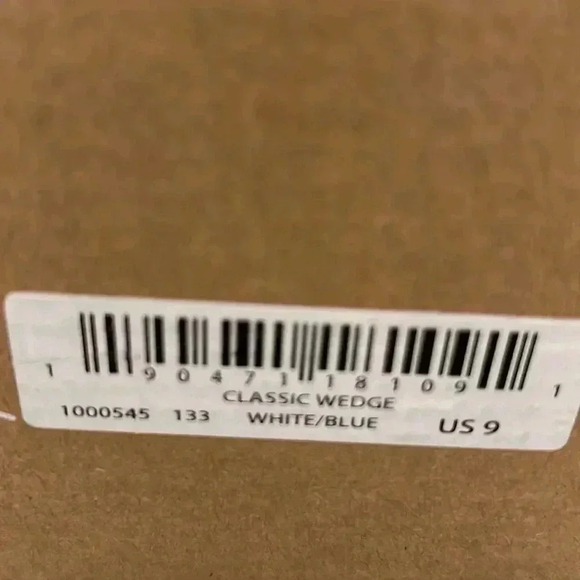 1 90471 18109 1
CLASSIC WEDGE
1000545 133 WHITE/BLUE US 9